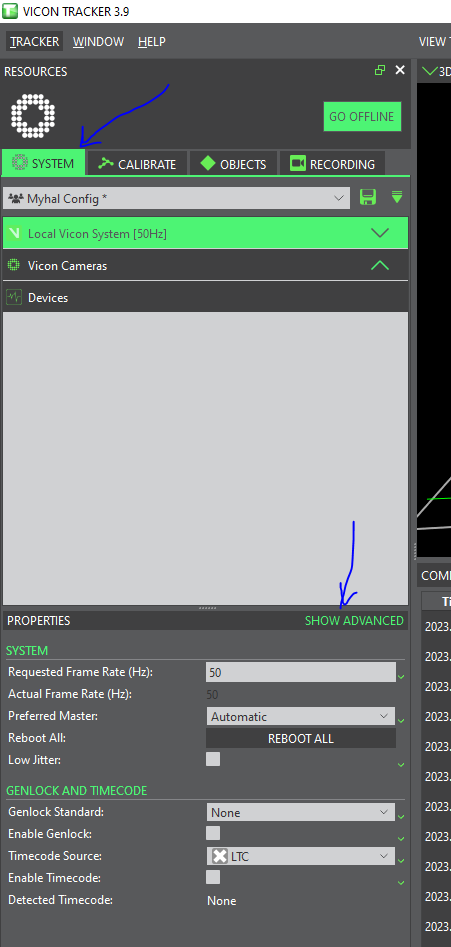 VICON TRACKER 3.9
TRACKER WINDOW HELP VIEW
RESOURCES
3D
GO OFFLINE
SYSTEM CALIBRATE OBJECTS RECORDING
Myhal Config *
Local Vicon System [50Hz]
Vicon Cameras
Devices
PROPERTIES SHOW ADVANCED
SYSTEM
Requested Frame Rate (Hz): 50
Actual Frame Rate (Hz): 50
Preferred Master: Automatic
Reboot All: REBOOT ALL
Low Jitter:
GENLOCK AND TIMECODE
Genlock Standard: None
Enable Genlock:
Timecode Source: LTC
Enable Timecode:
Detected Timecode: None
2023.
2023.
2023.
2023.
2023.
2023.
2023.
2023.
2023.
2023.
2023.